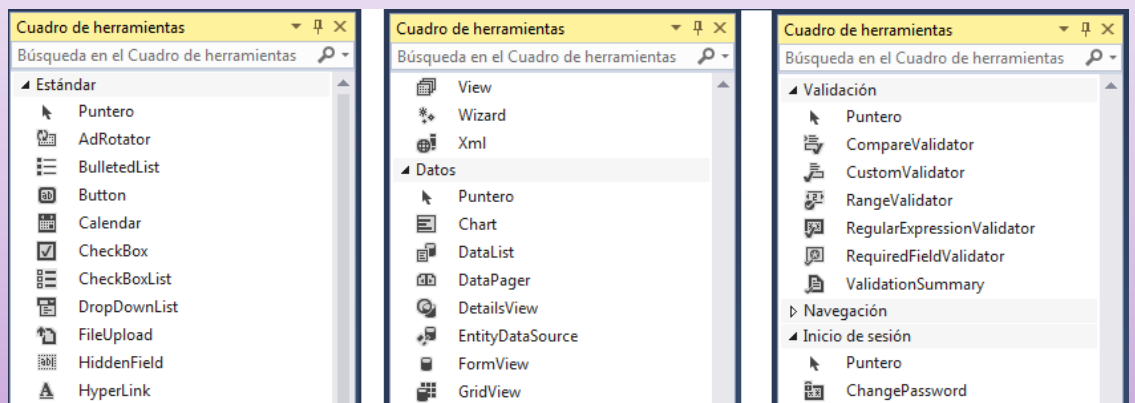 Cuadro de herramientas
Búsqueda en el Cuadro de herramientas
Estándar
Puntero
AdRotator
BulletedList
Button
Calendar
CheckBox
CheckBoxList
DropDownList
FileUpload
HiddenField
HyperLink
Cuadro de herramientas
Búsqueda en el Cuadro de herramientas
View
Wizard
Xml
Datos
Puntero
Chart
DataList
DataPager
DetailsView
EntityDataSource
FormView
GridView
Cuadro de herramientas
Búsqueda en el Cuadro de herramientas
Validación
Puntero
CompareValidator
CustomValidator
RangeValidator
RegularExpressionValidator
RequiredFieldValidator
ValidationSummary
Navegación
Inicio de sesión
Puntero
ChangePassword